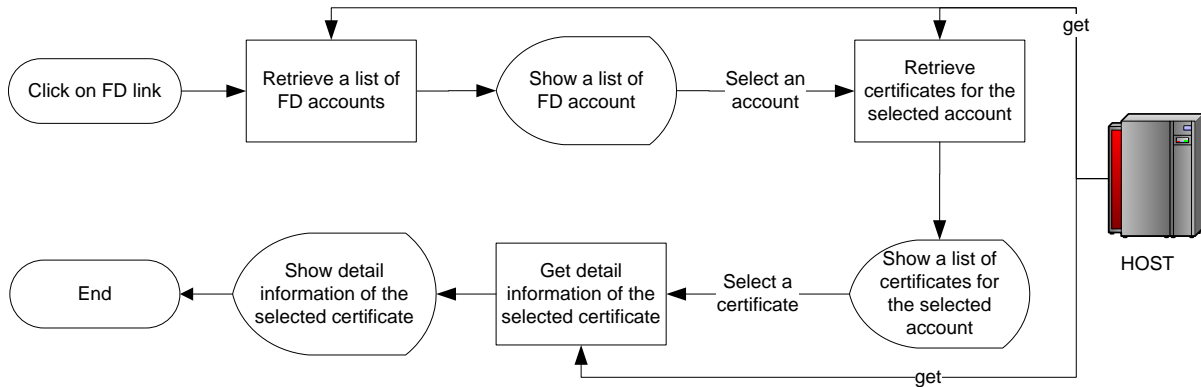 get
Click on FD link
Retrieve a list of
FD accounts
Show a list of
FD account
Select an
account
Retrieve
certificates for the
selected account
HOST
Show a list of
certificates for
the selected
account
Select a
certificate
Get detail
information of the
selected certificate
Show detail
information of the
selected certificate
End
get